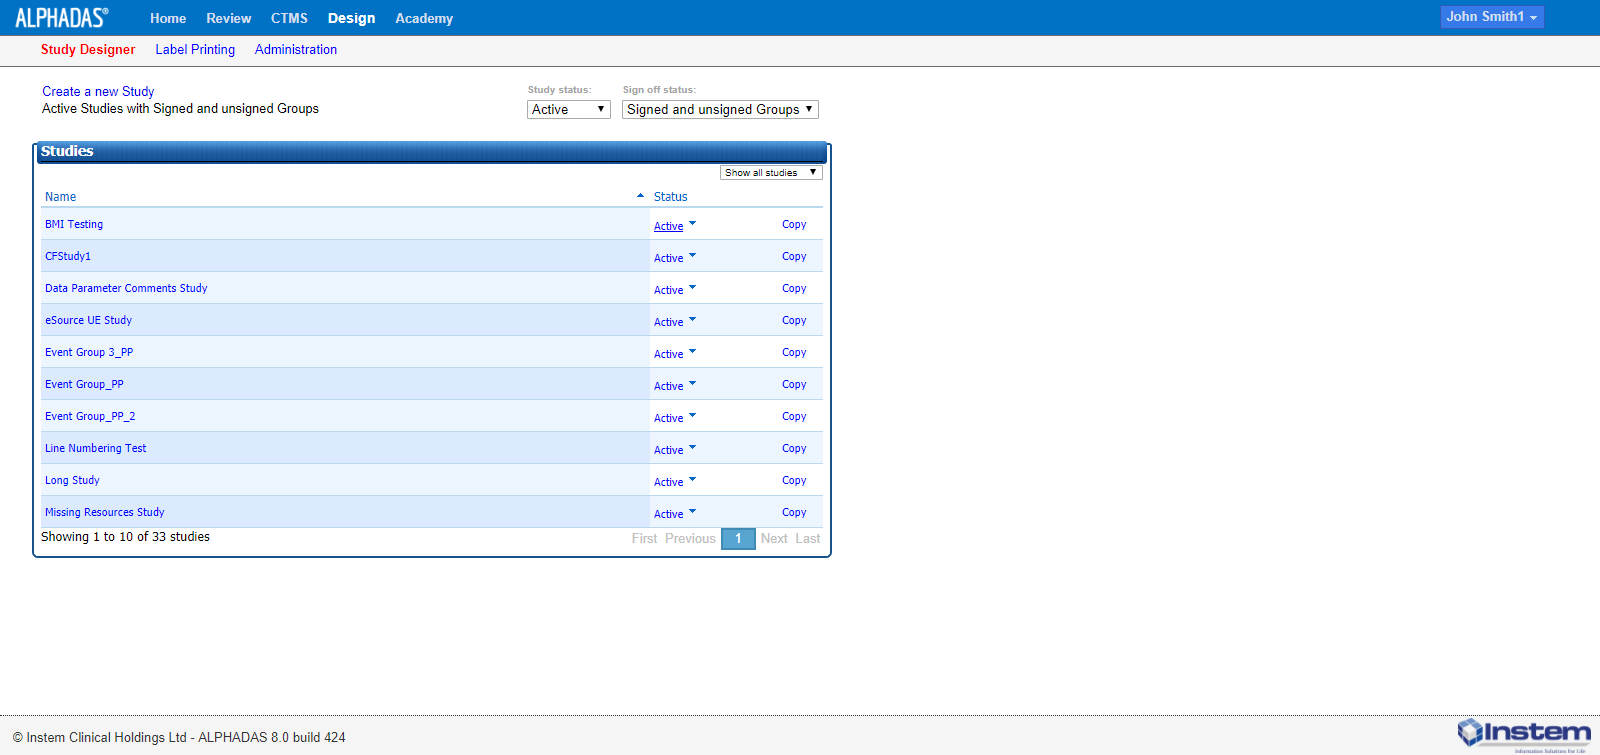 ALPHADAS® Home Review CTMS Design Academy John Smith1
Study Designer Label Printing Administration
Create a new Study
Active Studies with Signed and unsigned Groups
Study status: Sign off status:
Active Signed and unsigned Groups
Studies
Show all studies
Name Status
BMI Testing Active Copy
CFStudy1 Active Copy
Data Parameter Comments Study Active Copy
eSource UE Study Active Copy
Event Group 3_PP Active Copy
Event Group_PP Active Copy
Event Group_PP_2 Active Copy
Line Numbering Test Active Copy
Long Study Active Copy
Missing Resources Study Active Copy
Showing 1 to 10 of 33 studies First Previous 1 Next Last
© Instem Clinical Holdings Ltd - ALPHADAS 8.0 build 424
Instem
Information Solutions For Life